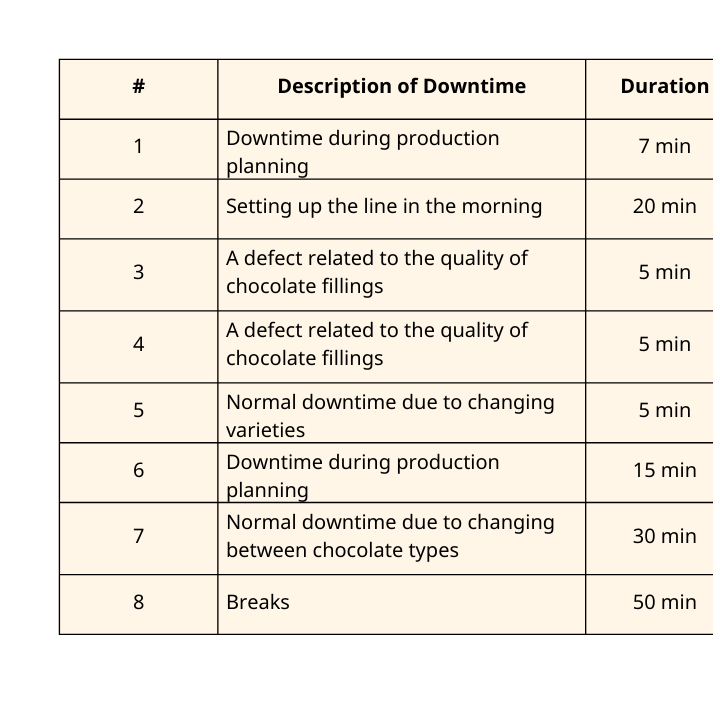 # Description of Downtime Duration
1 Downtime during production
planning 7 min
2 Setting up the line in the morning 20 min
3 A defect related to the quality of
chocolate fillings 5 min
4 A defect related to the quality of
chocolate fillings 5 min
5 Normal downtime due to changing
varieties 5 min
6 Downtime during production
planning 15 min
7 Normal downtime due to changing
between chocolate types 30 min
8 Breaks 50 min